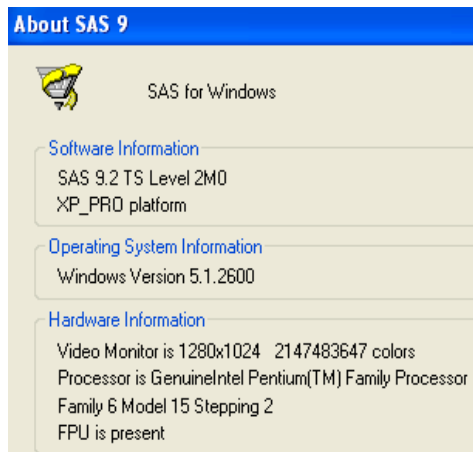 About SAS 9
SAS for Windows
Software Information
SAS 9.2 TS Level 2M0
XP_PRO platform
Operating System Information
Windows Version 5.1.2600
Hardware Information
Video Monitor is 1280x1024   2147483647 colors
Processor is GenuineIntel Pentium(TM) Family Processor
Family 6 Model 15 Stepping 2
FPU is present